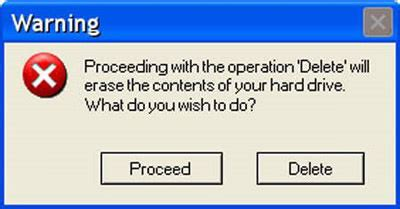 Warning
Proceeding with the operation 'Delete' will
erase the contents of your hard drive.
What do you wish to do?
Proceed
Delete